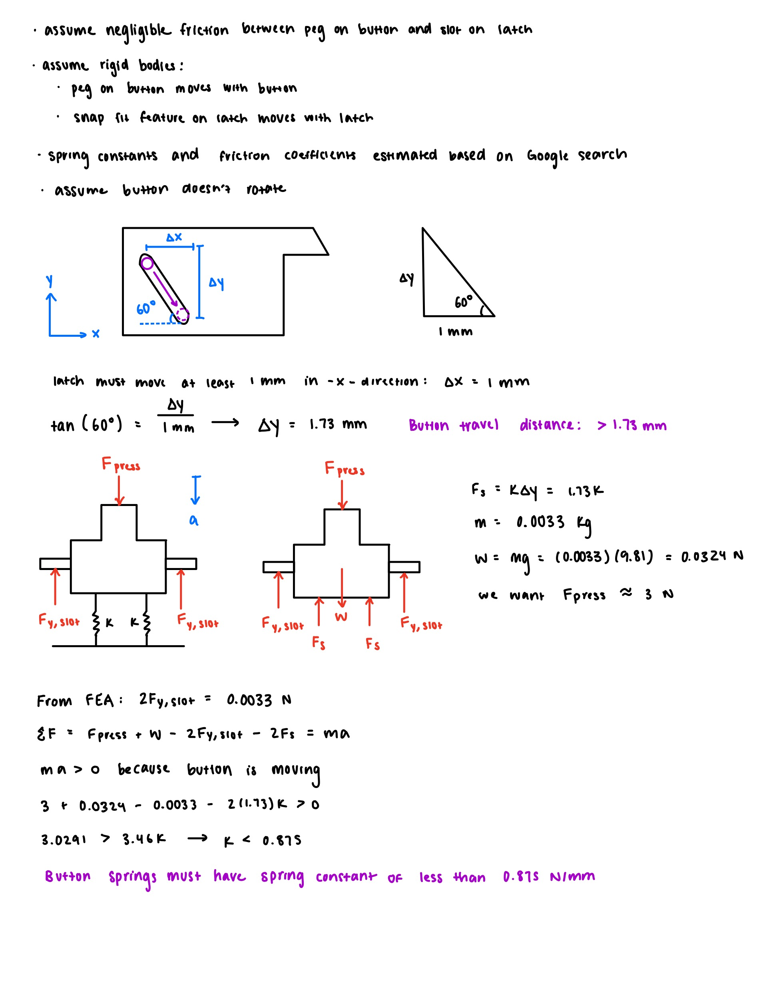 · assume negligible friction between peg on button and slot on latch
· assume rigid bodies:
· peg on button moves with button
· snap fit feature on latch moves with latch
· spring constants and friction coefficients estimated based on Google search
· assume button doesn't rotate
Δx
y
Δy
60°
x
Δy
60°
1 mm
latch must move at least 1 mm in -x-direction: Δx = 1 mm
tan (60°) = Δy / 1 mm → Δy = 1.73 mm
Button travel distance: > 1.73 mm
Fpress
a
Fy, slot
K
K
Fy, slot
Fpress
Fy, slot
W
Fy, slot
Fs
Fs
Fs = KΔy = 1.73K
m = 0.0033 kg
W = mg = (0.0033)(9.81) = 0.0324 N
we want Fpress ≈ 3 N
From FEA: 2Fy, slot = 0.0033 N
ΣF = Fpress + W - 2Fy, slot - 2Fs = ma
ma > 0 because button is moving
3 + 0.0324 - 0.0033 - 2(1.73)K > 0
3.0291 > 3.46K → K < 0.875
Button springs must have spring constant of less than 0.875 N/mm